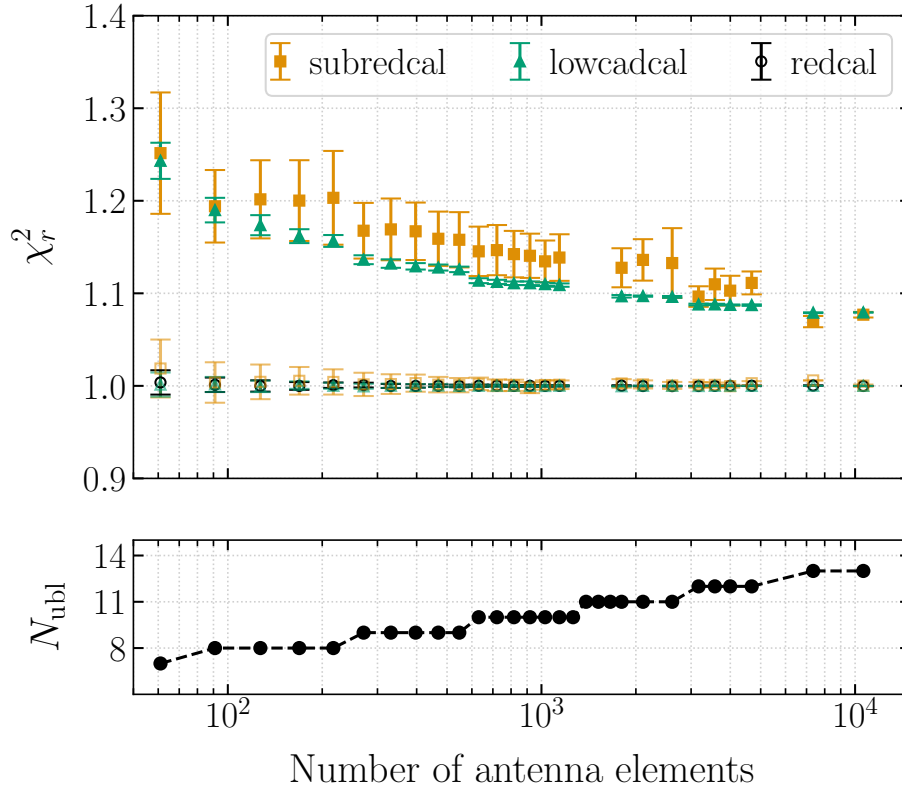 1.4
subredcal lowcadcal redcal
1.3
1.2
χ²ᵣ
1.1
1.0
0.9
14
11
8
N_ubl
10² 10³ 10⁴
Number of antenna elements